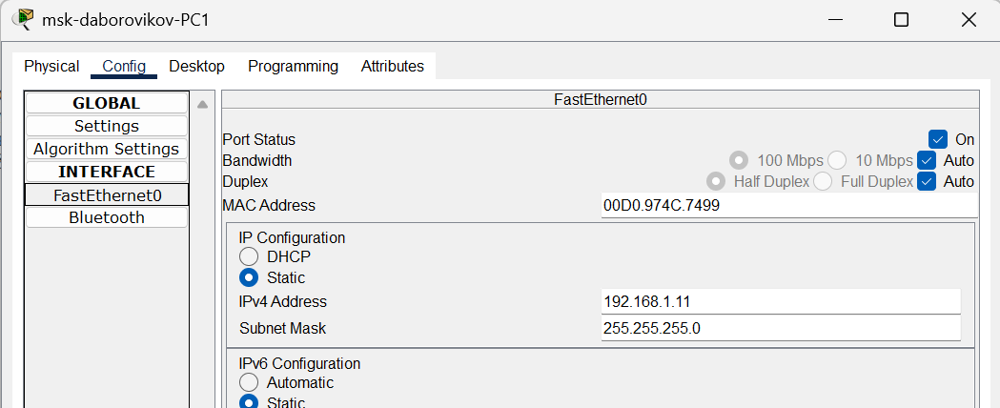 msk-daborovikov-PC1
Physical Config Desktop Programming Attributes
GLOBAL
Settings
Algorithm Settings
INTERFACE
FastEthernet0
Bluetooth
FastEthernet0
Port Status On
Bandwidth 100 Mbps 10 Mbps Auto
Duplex Half Duplex Full Duplex Auto
MAC Address 00D0.974C.7499
IP Configuration
DHCP
Static
IPv4 Address 192.168.1.11
Subnet Mask 255.255.255.0
IPv6 Configuration
Automatic
Static